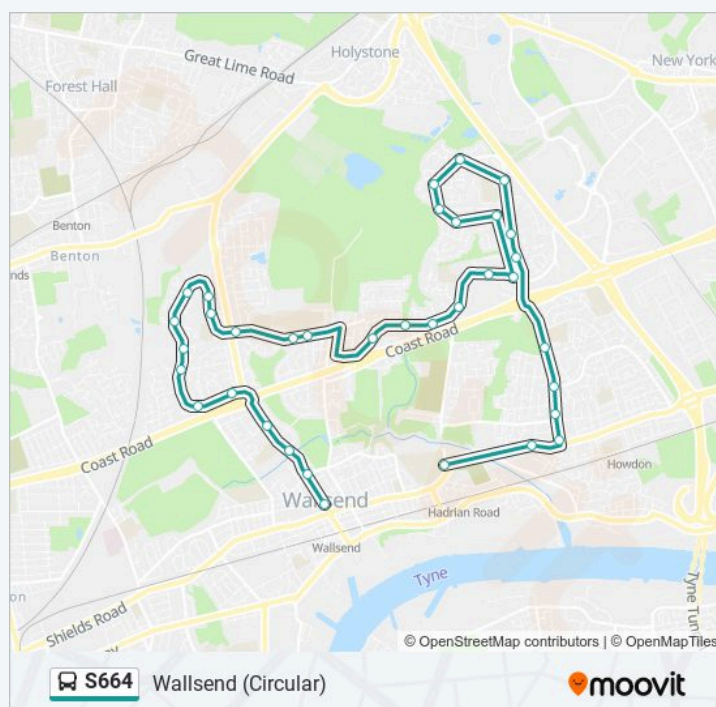 Holystone
New York
Great Lime Road
Forest Hall
Benton
Benton
nds
Coast Road
Coast Road
Howdon
Wallsend
Hadrian Road
Wallsend
on
Tyne
Shields Road
Tyne Tun
© OpenStreetMap contributors | © OpenMapTiles
S664 Wallsend (Circular)
moovit